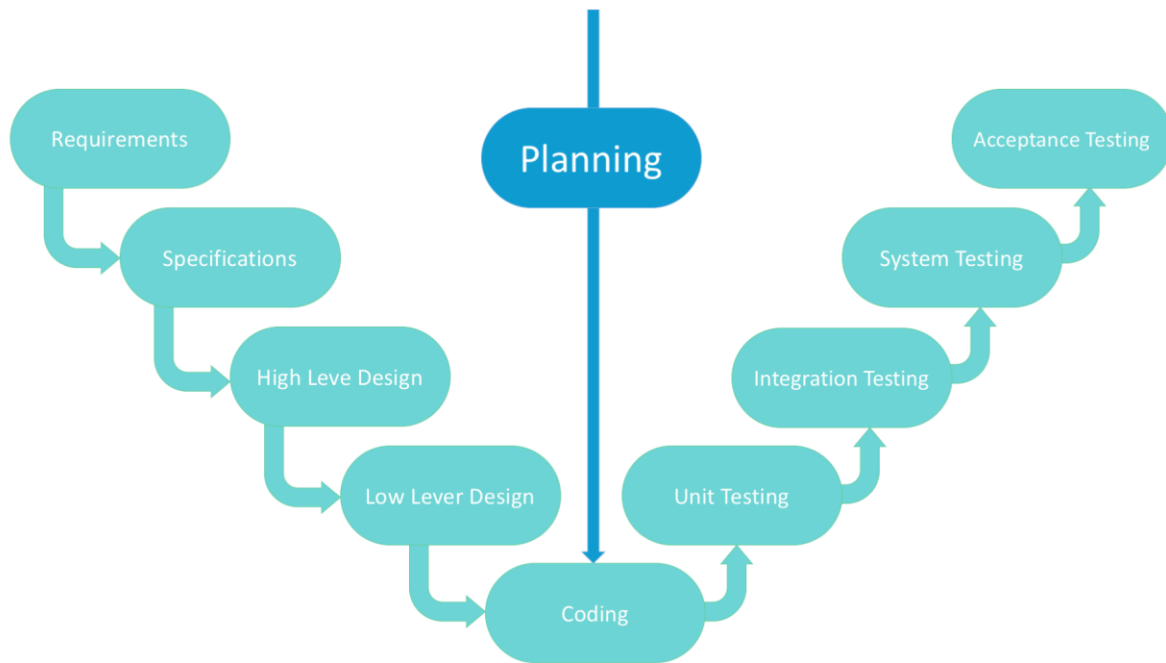 Planning
Requirements
Acceptance Testing
Specifications
System Testing
High Leve Design
Integration Testing
Low Lever Design
Unit Testing
Coding